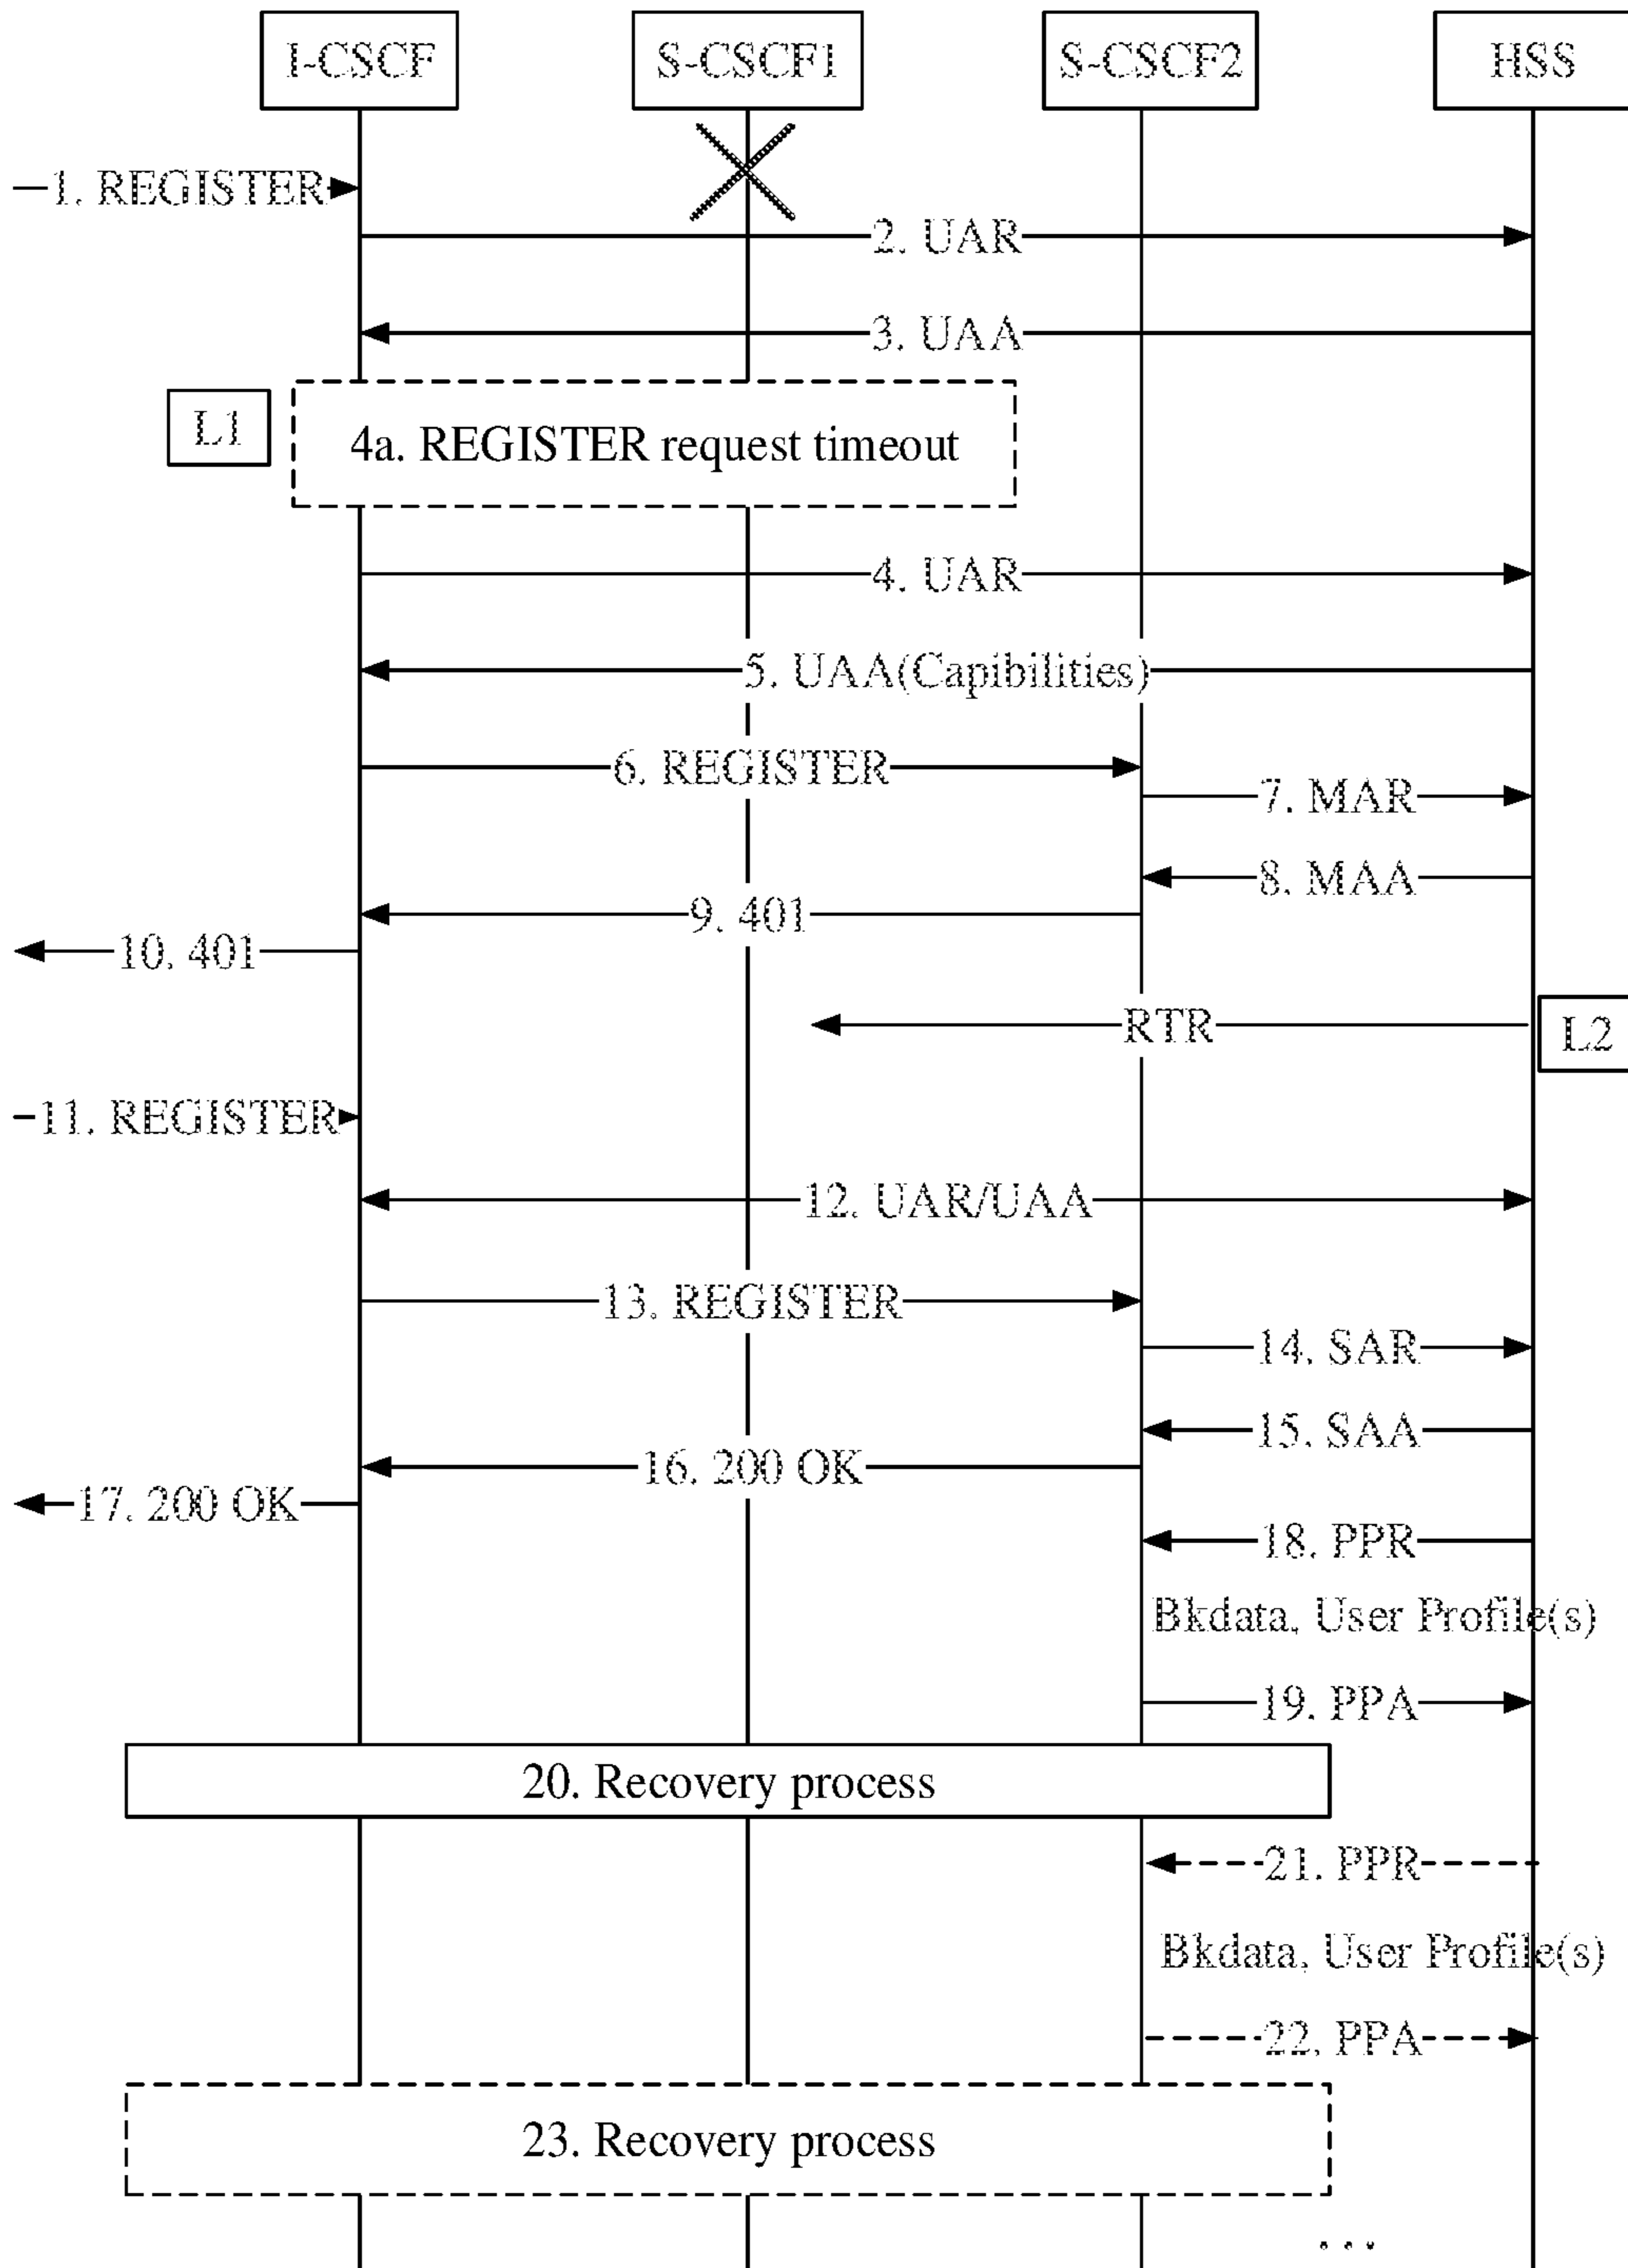 I-CSCF
S-CSCF1
S-CSCF2
HSS
1. REGISTER
2. UAR
3. UAA
L1
4a. REGISTER request timeout
4. UAR
5. UAA(Capibilities)
6. REGISTER
7. MAR
8. MAA
9. 401
10. 401
RTR
L2
11. REGISTER
12. UAR/UAA
13. REGISTER
14. SAR
15. SAA
16. 200 OK
17. 200 OK
18. PPR
Bkdata, User Profile(s)
19. PPA
20. Recovery process
21. PPR
Bkdata, User Profile(s)
22. PPA
23. Recovery process
...